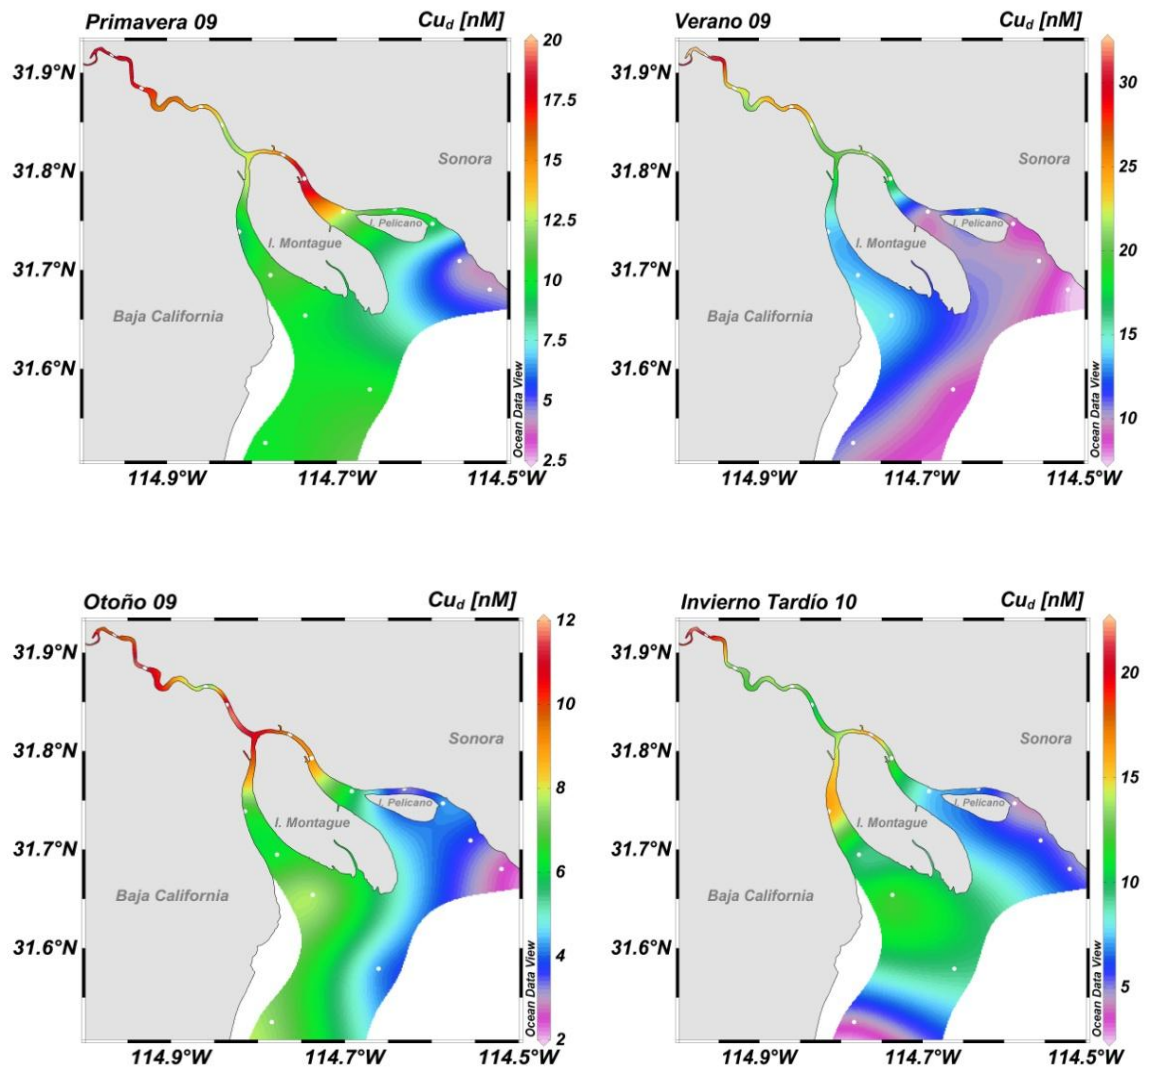 Primavera 09 Cu_d [nM]
20
17.5
15
12.5
10
7.5
5
2.5
31.9°N
31.8°N
31.7°N
31.6°N
Sonora
I. Pelicano
I. Montague
Baja California
Ocean Data View
114.9°W 114.7°W 114.5°W
Verano 09 Cu_d [nM]
30
25
20
15
10
31.9°N
31.8°N
31.7°N
31.6°N
Sonora
I. Pelicano
I. Montague
Baja California
Ocean Data View
114.9°W 114.7°W 114.5°W
Otoño 09 Cu_d [nM]
12
10
8
6
4
2
31.9°N
31.8°N
31.7°N
31.6°N
Sonora
I. Pelicano
I. Montague
Baja California
Ocean Data View
114.9°W 114.7°W 114.5°W
Invierno Tardío 10 Cu_d [nM]
20
15
10
5
31.9°N
31.8°N
31.7°N
31.6°N
Sonora
I. Pelicano
I. Montague
Baja California
Ocean Data View
114.9°W 114.7°W 114.5°W